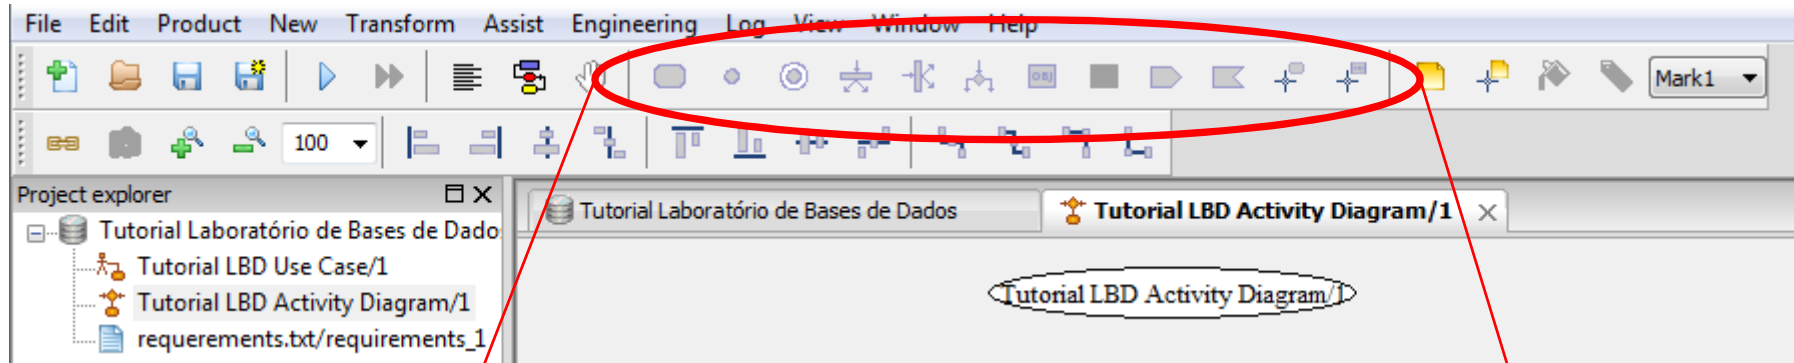 File Edit Product New Transform Assist Engineering Log View Window Help
OBJ
Mark1
100
Project explorer
Tutorial Laboratório de Bases de Dado
Tutorial LBD Use Case/1
Tutorial LBD Activity Diagram/1
requerements.txt/requirements_1
Tutorial Laboratório de Bases de Dados
Tutorial LBD Activity Diagram/1
Tutorial LBD Activity Diagram/1